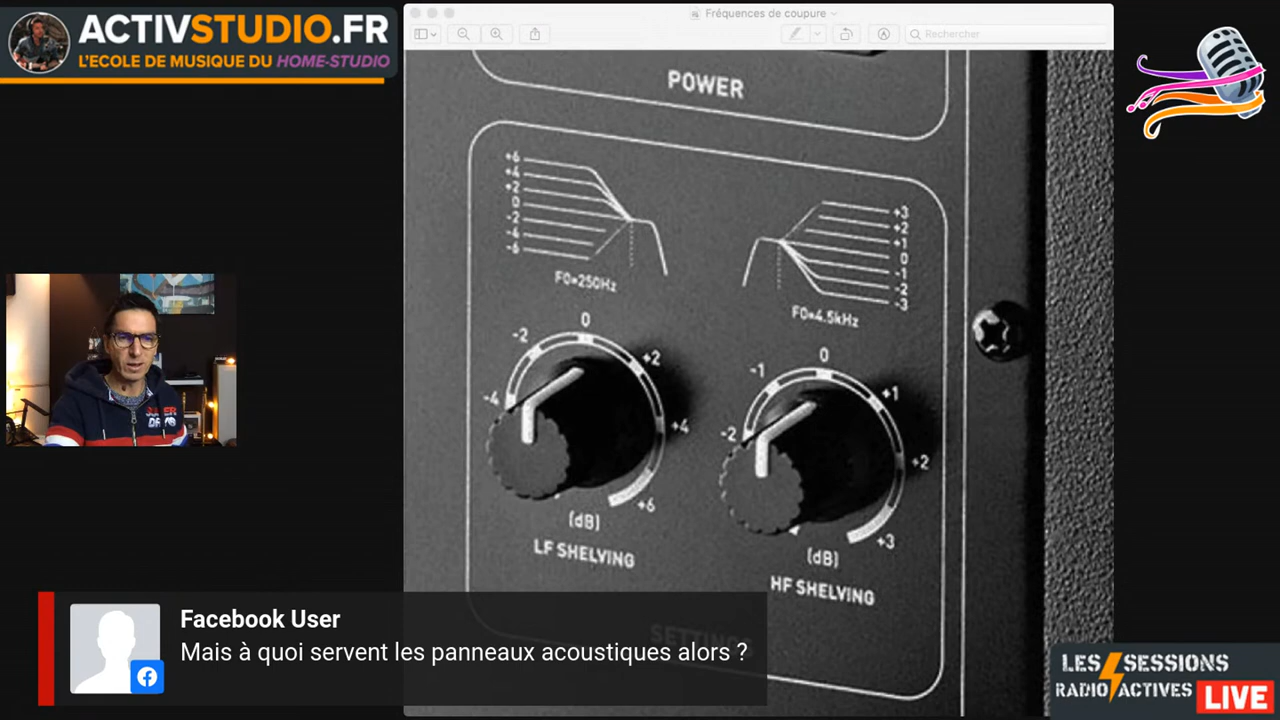 ACTIVSTUDIO.FR
L'ECOLE DE MUSIQUE DU HOME-STUDIO
Fréquences de coupure
Rechercher
POWER
+6
+4
+2
0
-2
-4
-6
F0=250Hz
+3
+2
+1
0
-1
-2
-3
F0=4.5kHz
-4
-2
0
+2
+4
+6
(dB)
LF SHELVING
-2
-1
0
+1
+2
+3
(dB)
HF SHELVING
SETTINGS
Facebook User
Mais à quoi servent les panneaux acoustiques alors ?
LES SESSIONS
RADIO ACTIVES LIVE